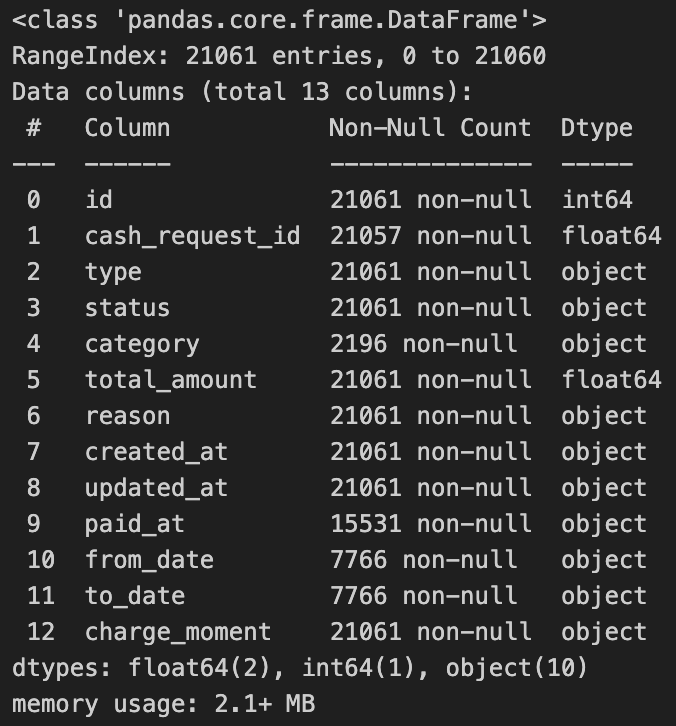 <class 'pandas.core.frame.DataFrame'>
RangeIndex: 21061 entries, 0 to 21060
Data columns (total 13 columns):
 #   Column           Non-Null Count  Dtype
---  ------           --------------  -----
 0   id               21061 non-null  int64
 1   cash_request_id  21057 non-null  float64
 2   type             21061 non-null  object
 3   status           21061 non-null  object
 4   category         2196 non-null   object
 5   total_amount     21061 non-null  float64
 6   reason           21061 non-null  object
 7   created_at       21061 non-null  object
 8   updated_at       21061 non-null  object
 9   paid_at          15531 non-null  object
 10  from_date        7766 non-null   object
 11  to_date          7766 non-null   object
 12  charge_moment    21061 non-null  object
dtypes: float64(2), int64(1), object(10)
memory usage: 2.1+ MB